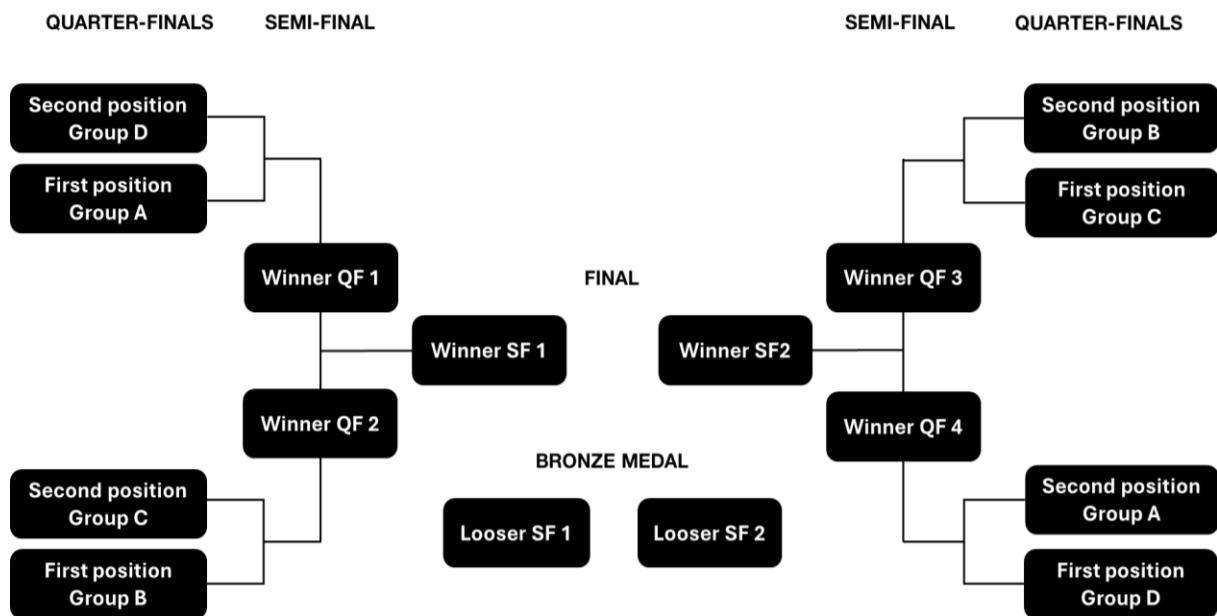 QUARTER-FINALS
SEMI-FINAL
SEMI-FINAL
QUARTER-FINALS
Second position
Group D
First position
Group A
Second position
Group B
First position
Group C
Winner QF 1
FINAL
Winner QF 3
Winner SF 1
Winner SF2
Winner QF 2
Winner QF 4
BRONZE MEDAL
Second position
Group C
First position
Group B
Looser SF 1
Looser SF 2
Second position
Group A
First position
Group D